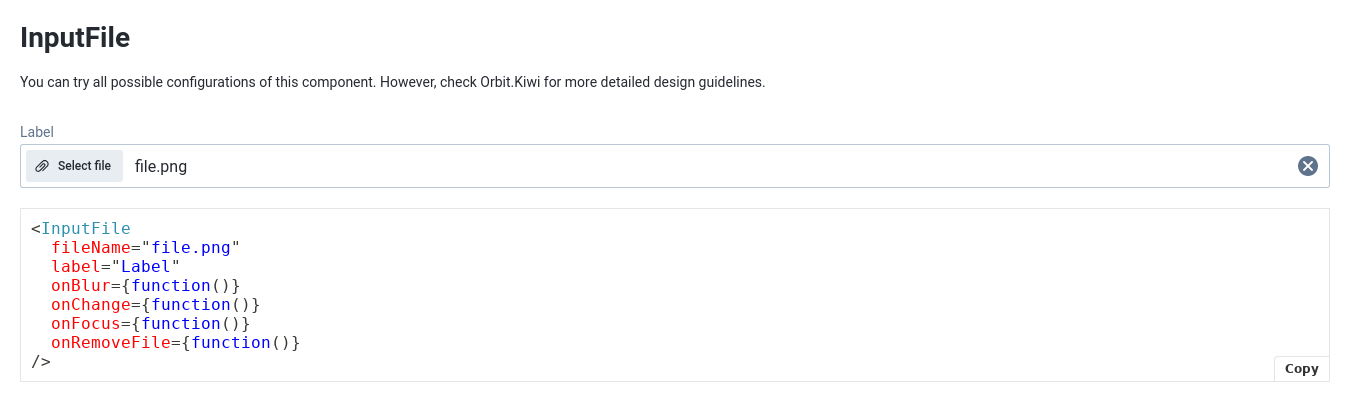 InputFile
You can try all possible configurations of this component. However, check Orbit.Kiwi for more detailed design guidelines.
Label
Select file file.png
<InputFile
  fileName="file.png"
  label="Label"
  onBlur={function()}
  onChange={function()}
  onFocus={function()}
  onRemoveFile={function()}
/>
Copy